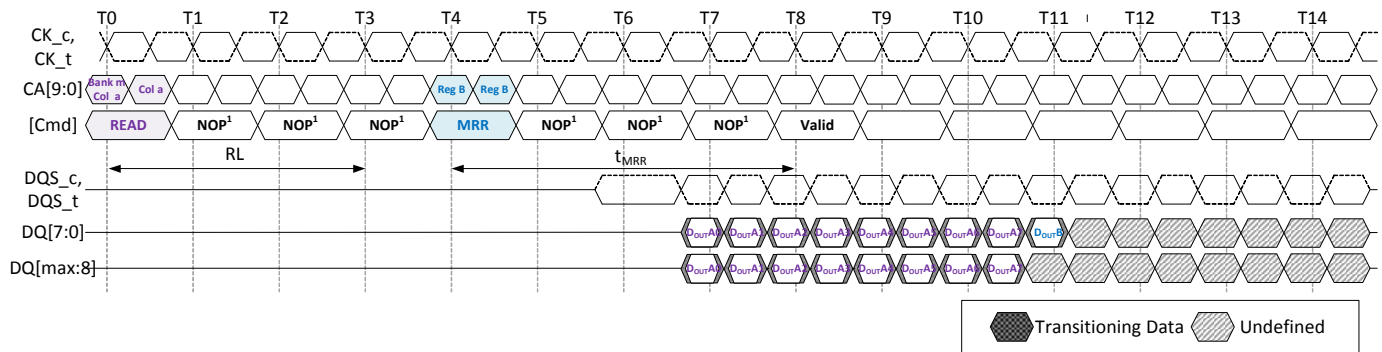 T0 T1 T2 T3 T4 T5 T6 T7 T8 T9 T10 T11 T12 T13 T14
CK_c,
CK_t
CA[9:0] Bank m Col a Col a Reg B Reg B
[Cmd] READ NOP¹ NOP¹ NOP¹ MRR NOP¹ NOP¹ NOP¹ Valid
RL tMRR
DQS_c,
DQS_t
DQ[7:0] DOUTA0 DOUTA1 DOUTA2 DOUTA3 DOUTA4 DOUTA5 DOUTA6 DOUTA7 DOUTB
DQ[max:8] DOUTA0 DOUTA1 DOUTA2 DOUTA3 DOUTA4 DOUTA5 DOUTA6 DOUTA7
Transitioning Data Undefined